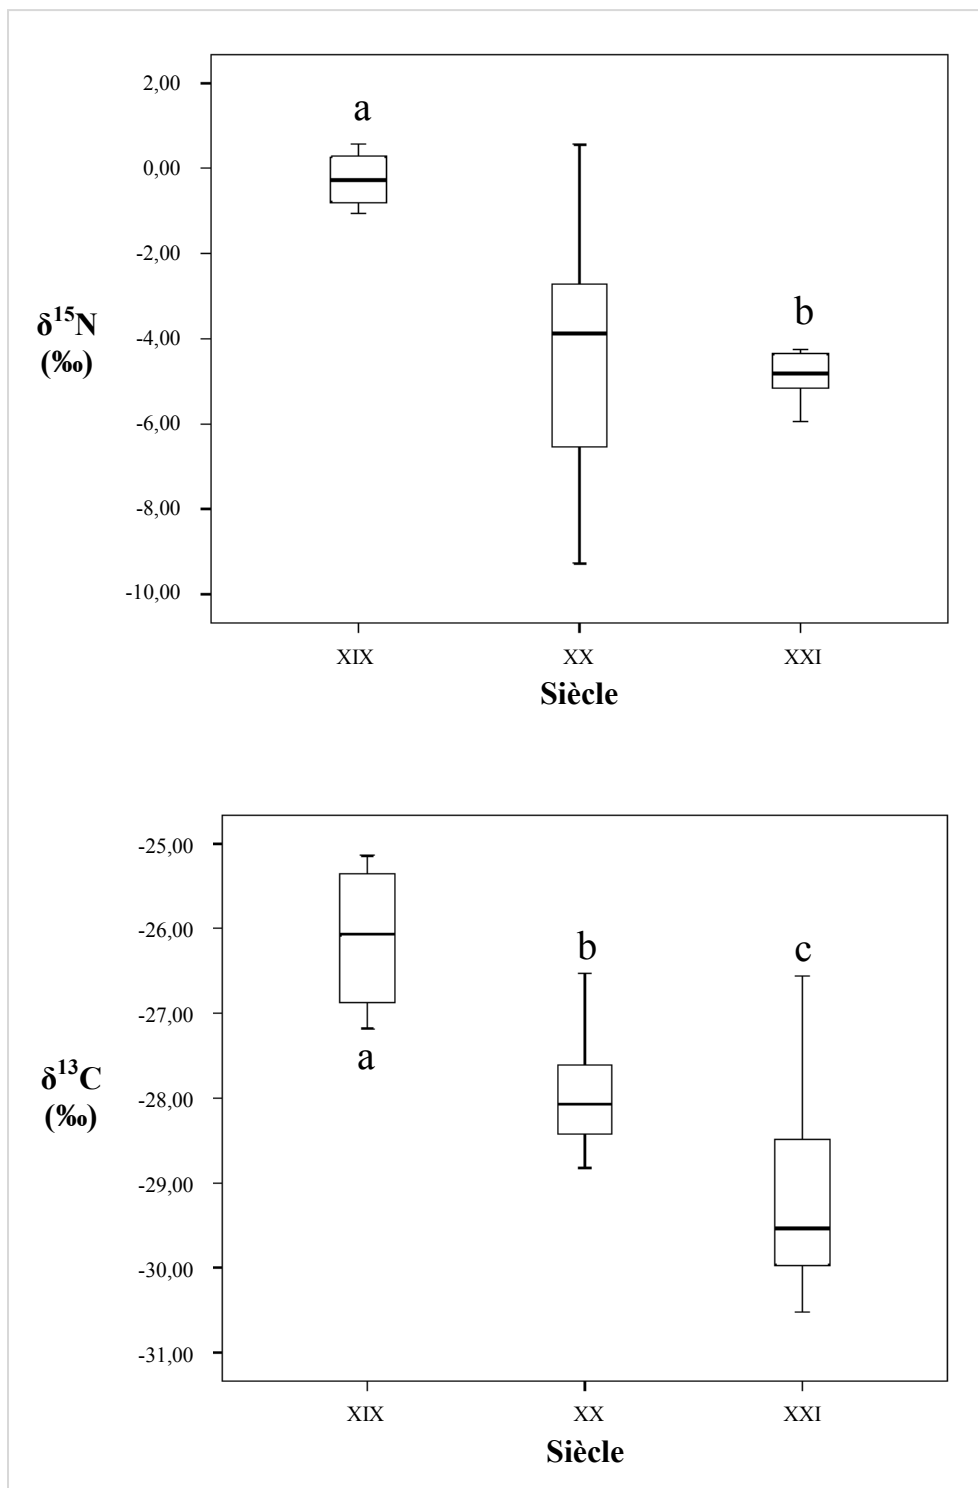 2,00
a
0,00
-2,00
b
δ¹⁵N
(‰)
-4,00
-6,00
-8,00
-10,00
XIX XX XXI
Siècle
-25,00
-26,00
b c
-27,00
a
δ¹³C
(‰)
-28,00
-29,00
-30,00
-31,00
XIX XX XXI
Siècle